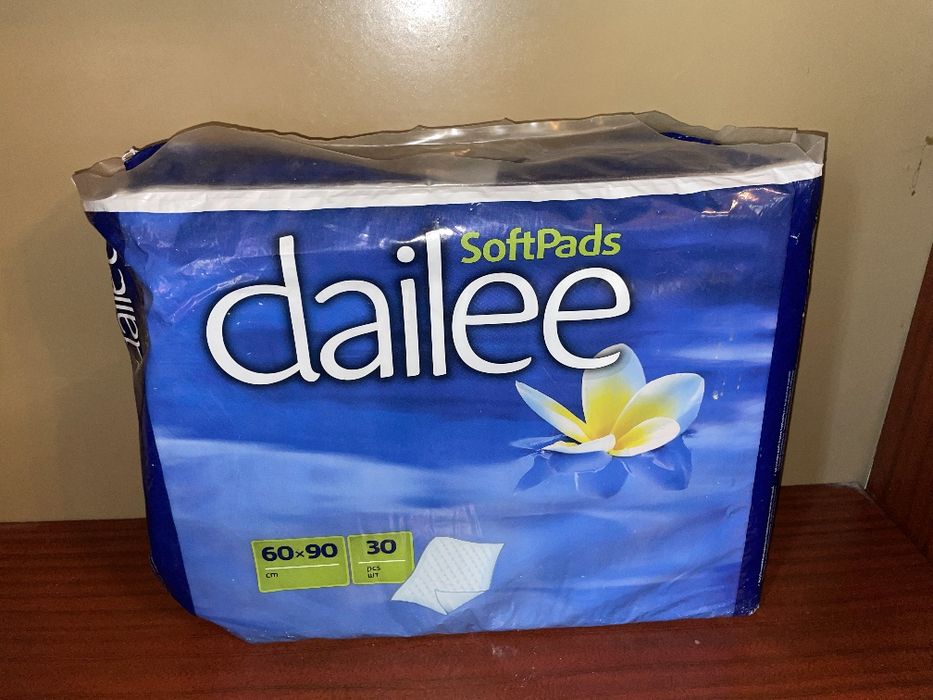 SoftPads
dailee
dailee
60×90
cm
30
pcs
шт